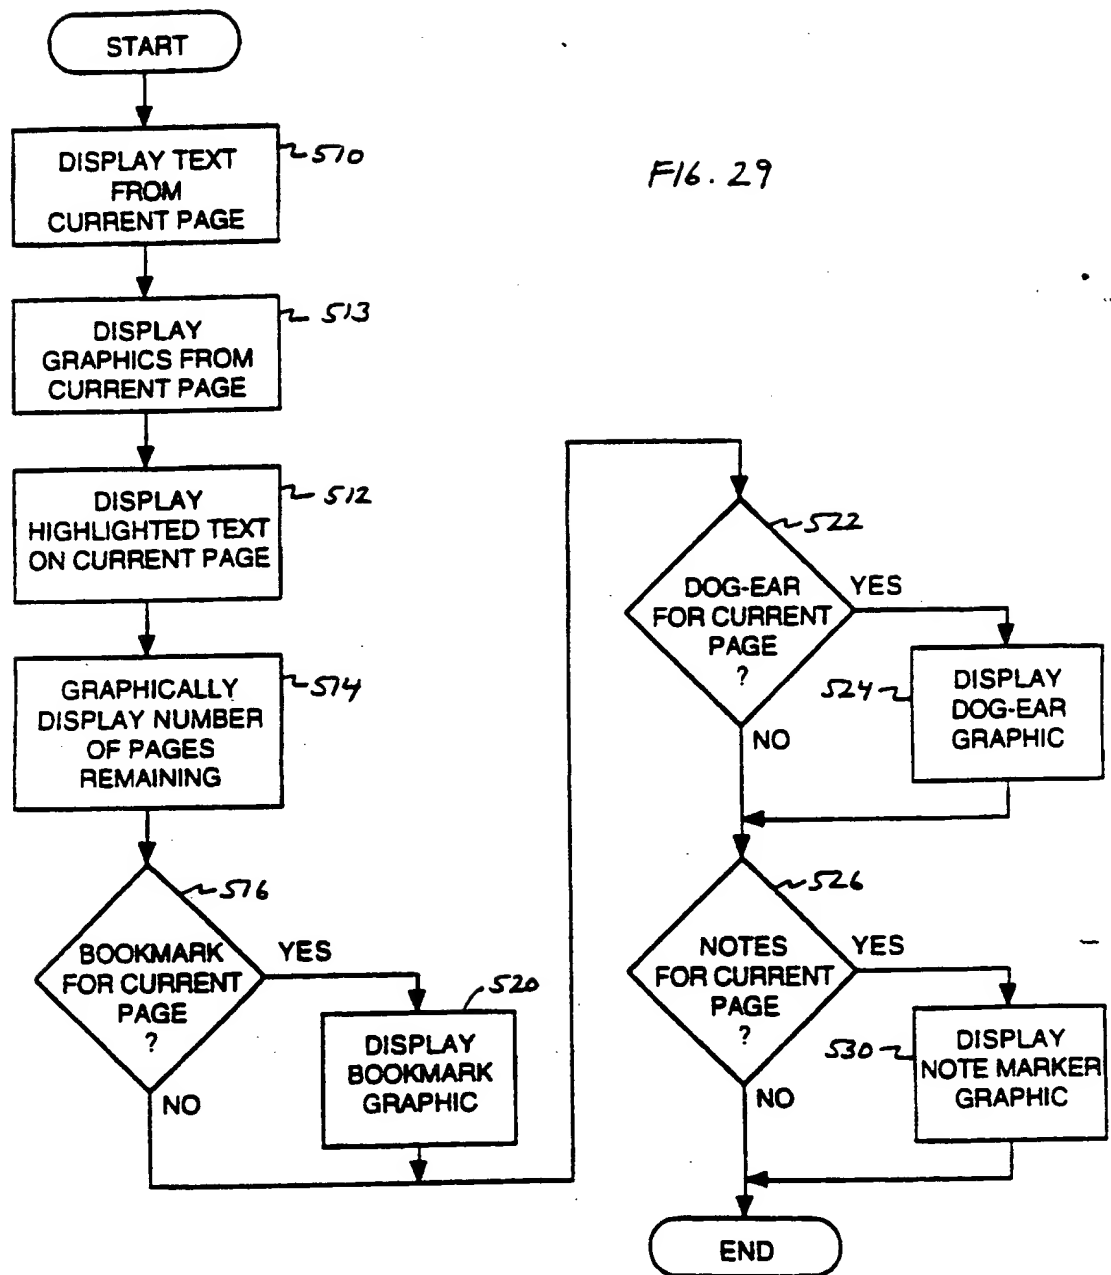 START
DISPLAY TEXT
FROM
CURRENT PAGE
510
FIG. 29
DISPLAY
GRAPHICS FROM
CURRENT PAGE
513
DISPLAY
HIGHLIGHTED TEXT
ON CURRENT PAGE
512
GRAPHICALLY
DISPLAY NUMBER
OF PAGES
REMAINING
514
516
BOOKMARK
FOR CURRENT
PAGE
?
YES
NO
520
DISPLAY
BOOKMARK
GRAPHIC
522
DOG-EAR
FOR CURRENT
PAGE
?
YES
NO
524
DISPLAY
DOG-EAR
GRAPHIC
526
NOTES
FOR CURRENT
PAGE
?
YES
NO
530
DISPLAY
NOTE MARKER
GRAPHIC
END